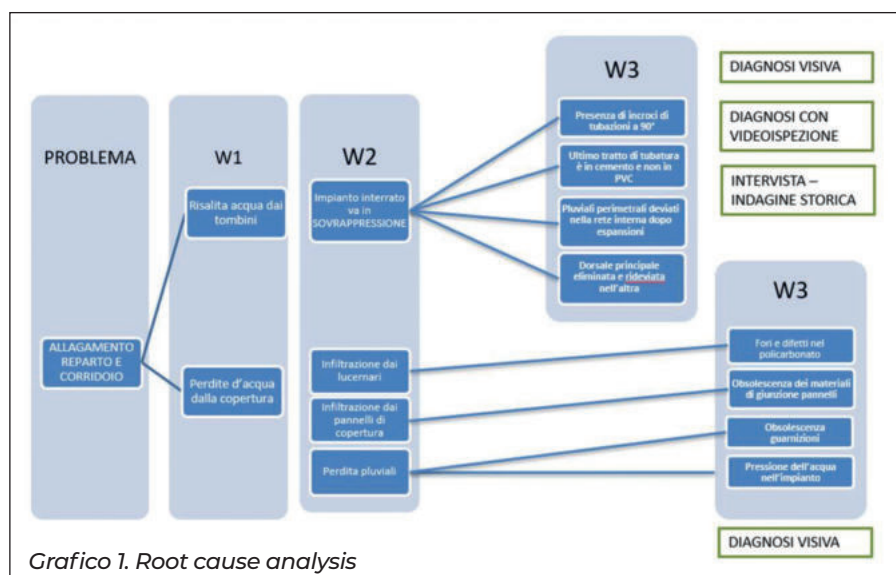 PROBLEMA
W1
W2
W3
DIAGNOSI VISIVA
DIAGNOSI CON
VIDEOISPEZIONE
INTERVISTA –
INDAGINE STORICA
ALLAGAMENTO
REPARTO E
CORRIDOIO
Risalita acqua dai
tombini
Perdite d'acqua
dalla copertura
Impianto interrato
va in
SOVRAPPRESSIONE
Infiltrazione dai
lucernari
Infiltrazione dai
pannelli di
copertura
Perdita pluviali
Presenza di incroci di
tubazioni a 90°
Ultimo tratto di tubatura
è in cemento e non in
PVC
Pluviali perimetrali deviati
nella rete interna dopo
espansioni
Dorsale principale
eliminata e rideviata
nell'altra
W3
Fori e difetti nel
policarbonato
Obsolescenza dei materiali
di giunzione pannelli
Obsolescenza
guarnizioni
Pressione dell'acqua
nell'impianto
DIAGNOSI VISIVA
Grafico 1. Root cause analysis